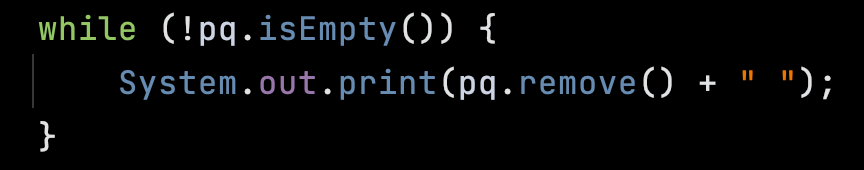 while (!pq.isEmpty()) {
    System.out.print(pq.remove() + " ");
}